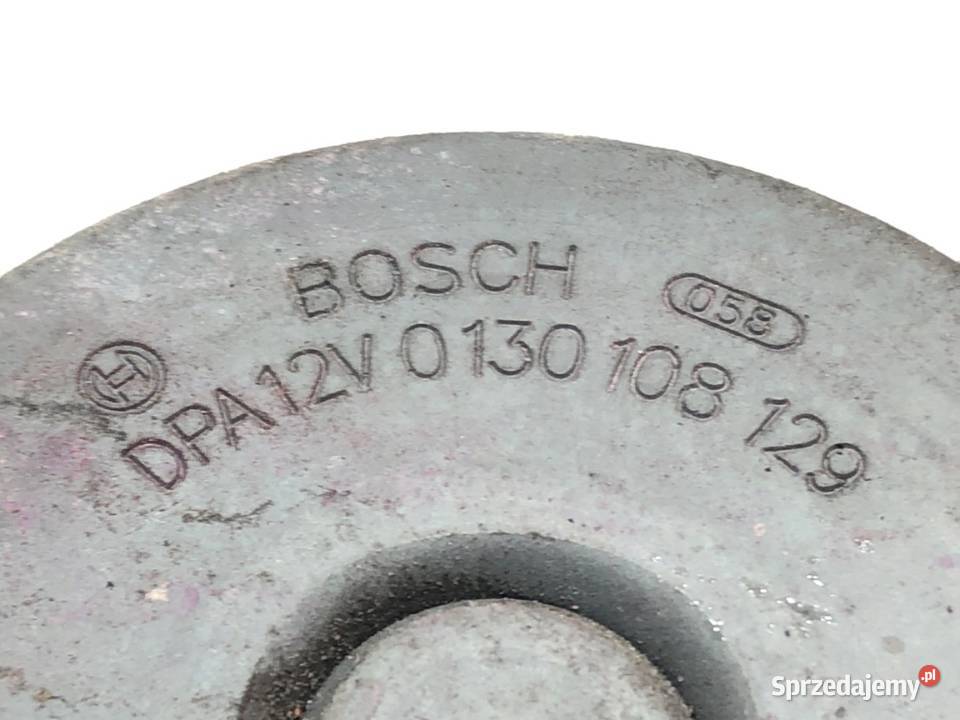 BOSCH
058
DPA 12V 0 130 108 129
Sprzedajemy.pl